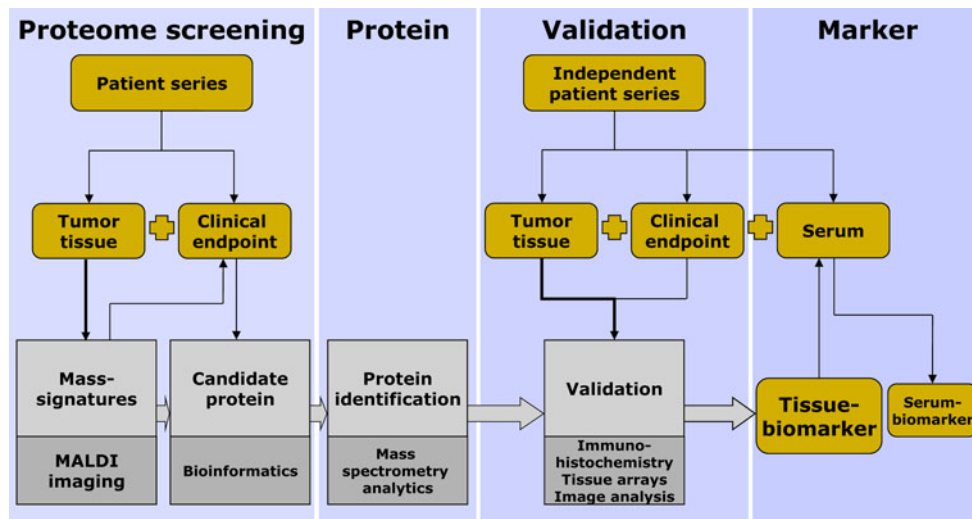 Proteome screening
Protein
Validation
Marker
Patient series
Independent
patient series
Tumor
tissue
Clinical
endpoint
Tumor
tissue
Clinical
endpoint
Serum
Mass-
signatures
Candidate
protein
Protein
identification
Validation
Tissue-
biomarker
Serum-
biomarker
MALDI
imaging
Bioinformatics
Mass
spectrometry
analytics
Immuno-
histochemistry
Tissue arrays
Image analysis